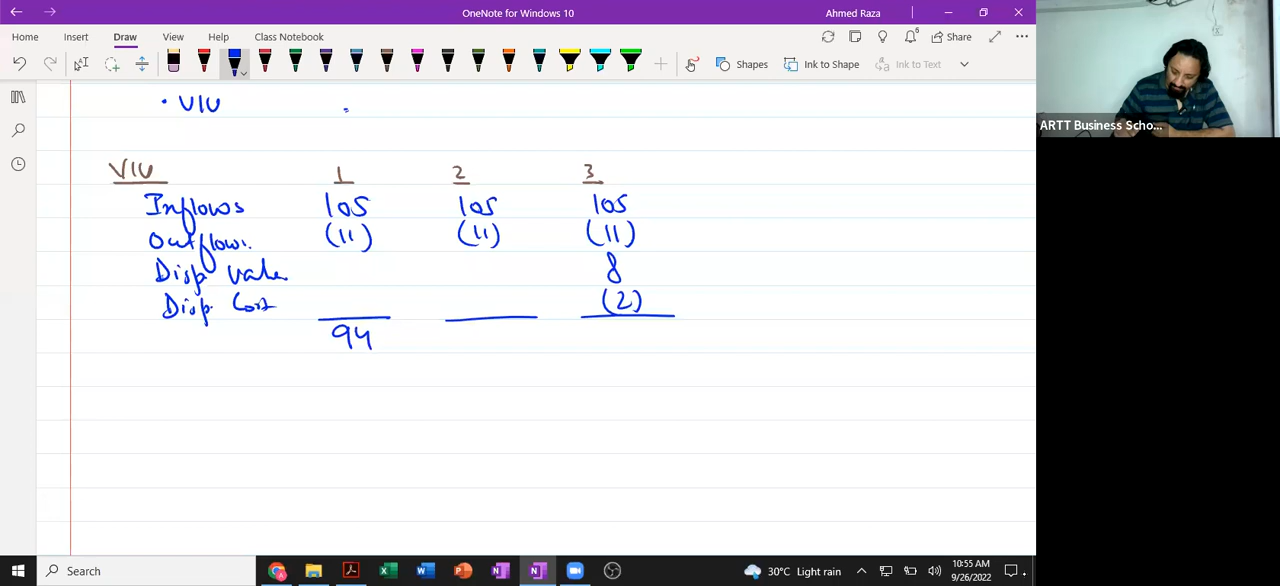 OneNote for Windows 10
Ahmed Raza
Home Insert Draw View Help Class Notebook
6 Share
Shapes Ink to Shape Ink to Text
ARTT Business Scho...
• VIU =
VIU 1 2 3
Inflows 105 105 105
Outflows. (11) (11) (11)
Disp value 8
Disp. Cost (2)
94
Search
30°C Light rain
10:55 AM
9/26/2022